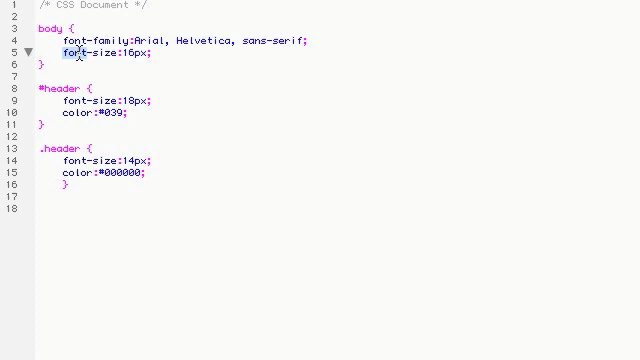 1 /* CSS Document */
2
3 body {
4 font-family:Arial, Helvetica, sans-serif;
5 font-size:16px;
6 }
7
8 #header {
9 font-size:18px;
10 color:#039;
11 }
12
13 .header {
14 font-size:14px;
15 color:#000000;
16 }
17
18